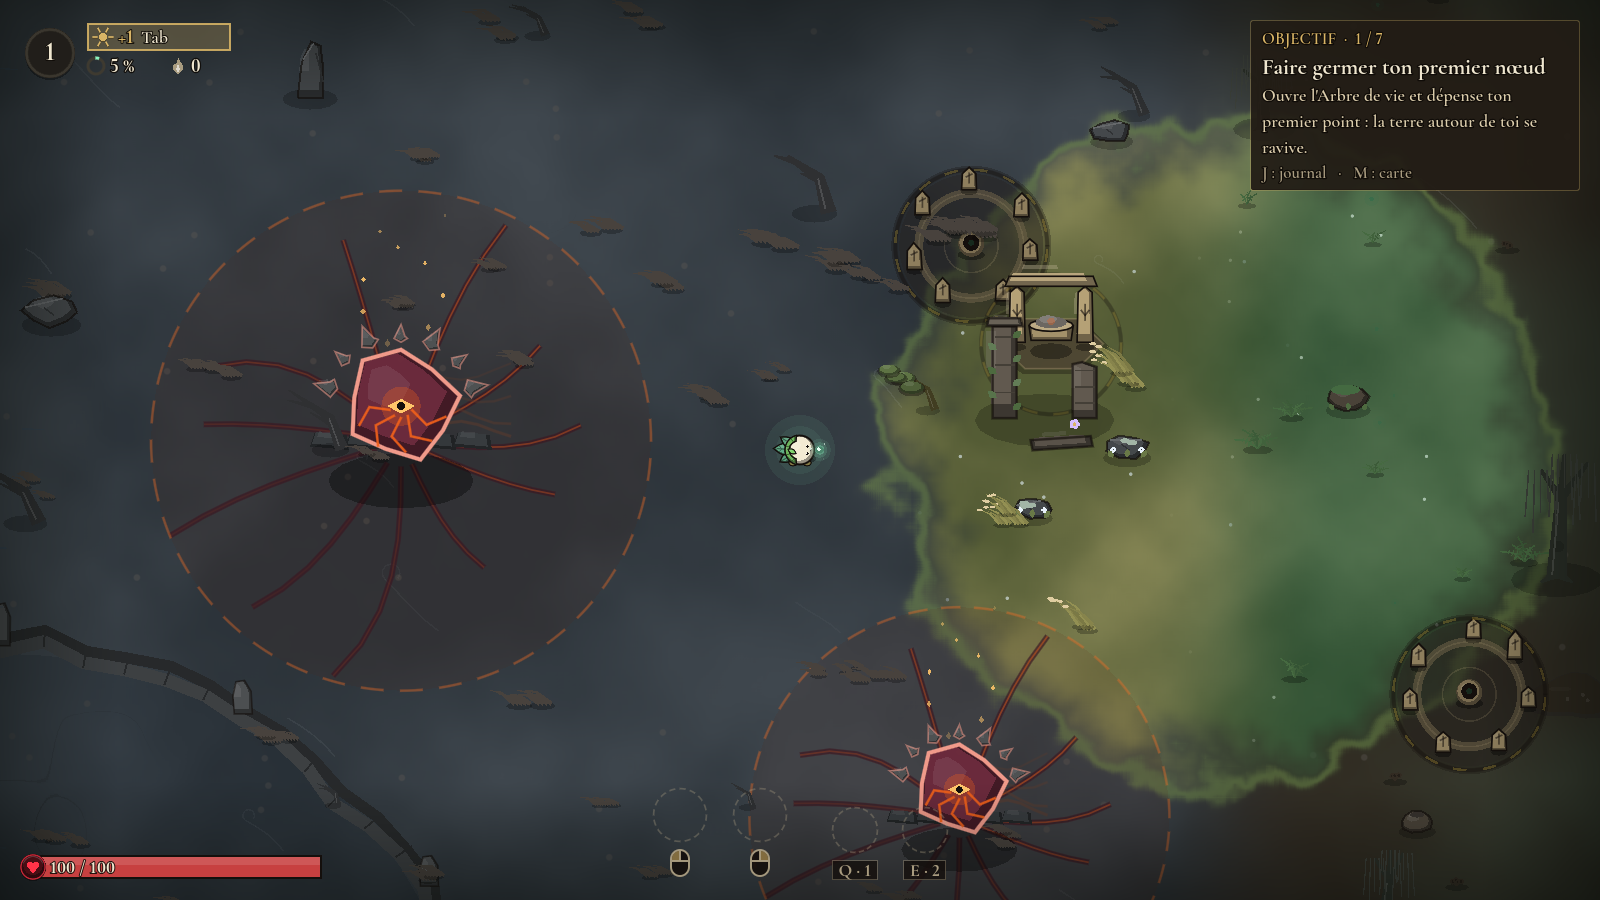 1
+1 Tab
5 %
0
OBJECTIF · 1 / 7
Faire germer ton premier nœud
Ouvre l'Arbre de vie et dépense ton
premier point : la terre autour de toi se
ravive.
J : journal · M : carte
100 / 100
Q · 1
E · 2